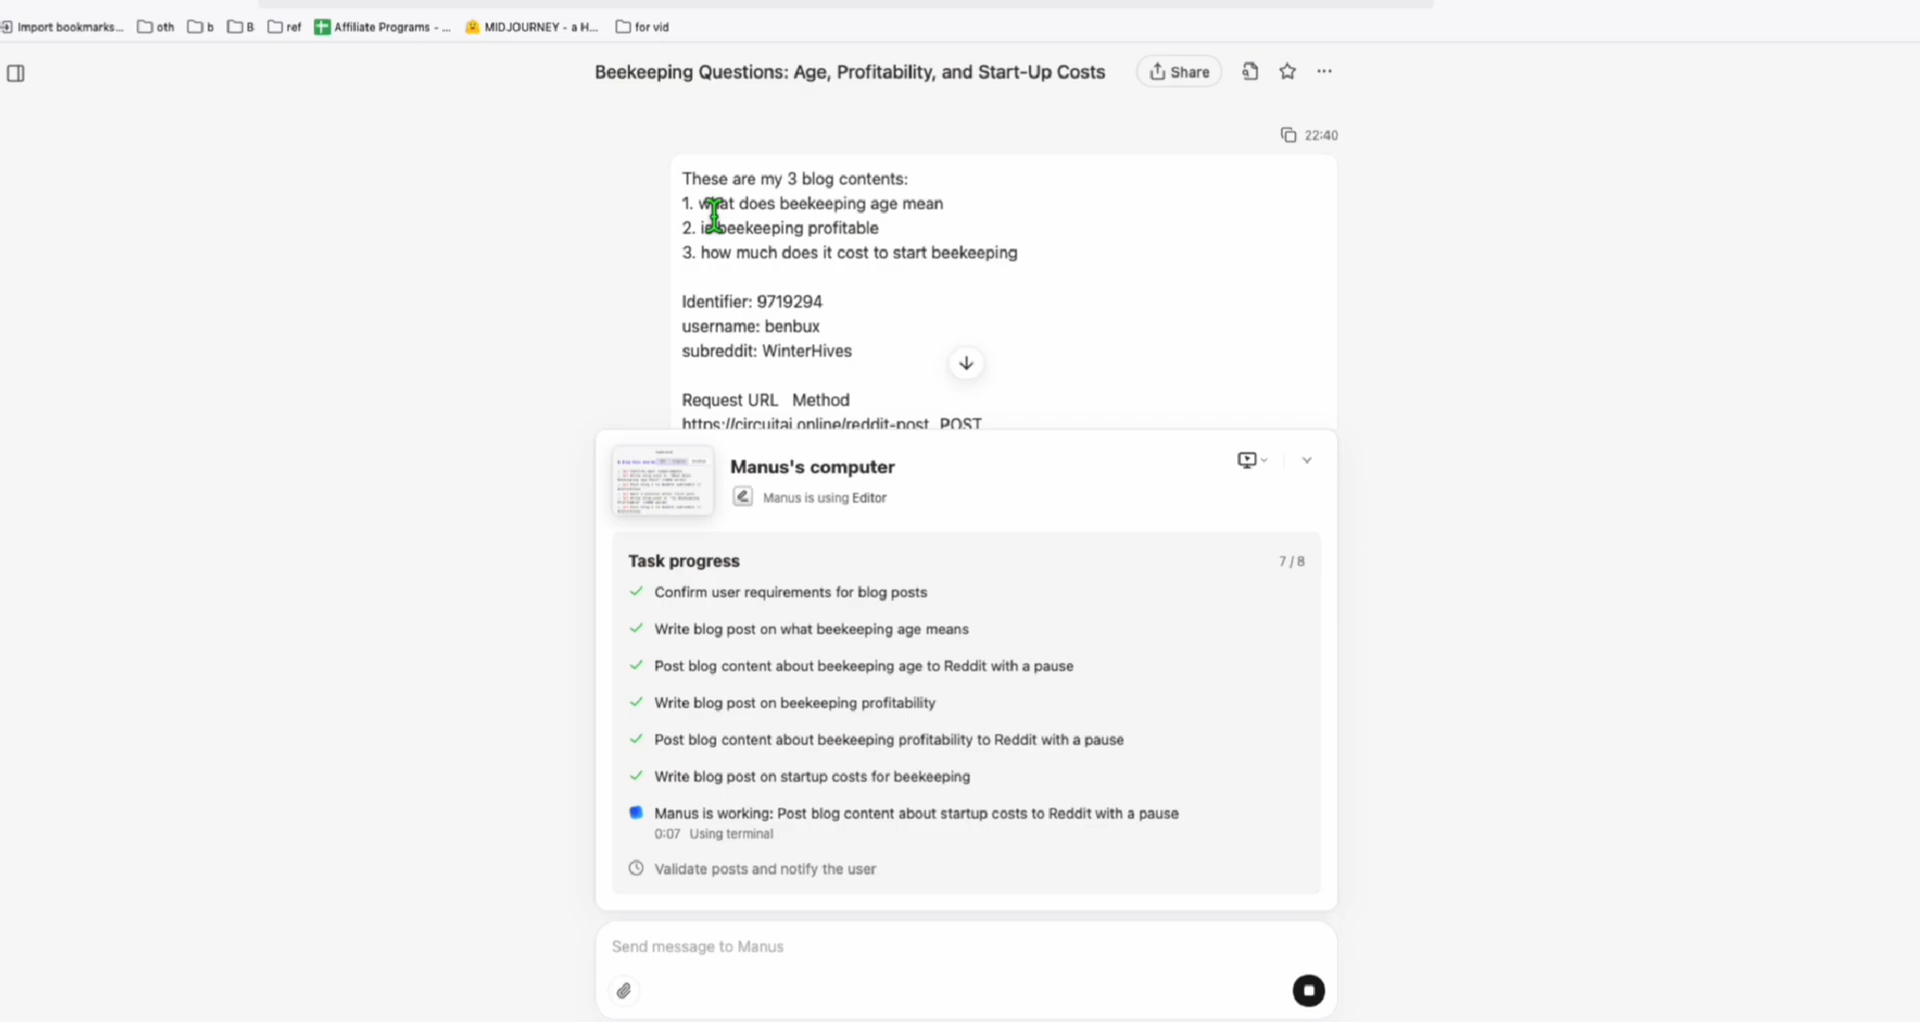 Import bookmarks...
oth
b
B
ref
Affiliate Programs - ...
MIDJOURNEY - a H...
for vid
Beekeeping Questions: Age, Profitability, and Start-Up Costs
Share
22:40
These are my 3 blog contents:
1. what does beekeeping age mean
2. is beekeeping profitable
3. how much does it cost to start beekeeping
Identifier: 9719294
username: benbux
subreddit: WinterHives
Request URL Method
https://circuitai.online/reddit-post POST
Manus's computer
Manus is using Editor
Task progress
7 / 8
Confirm user requirements for blog posts
Write blog post on what beekeeping age means
Post blog content about beekeeping age to Reddit with a pause
Write blog post on beekeeping profitability
Post blog content about beekeeping profitability to Reddit with a pause
Write blog post on startup costs for beekeeping
Manus is working: Post blog content about startup costs to Reddit with a pause
0:07 Using terminal
Validate posts and notify the user
Send message to Manus